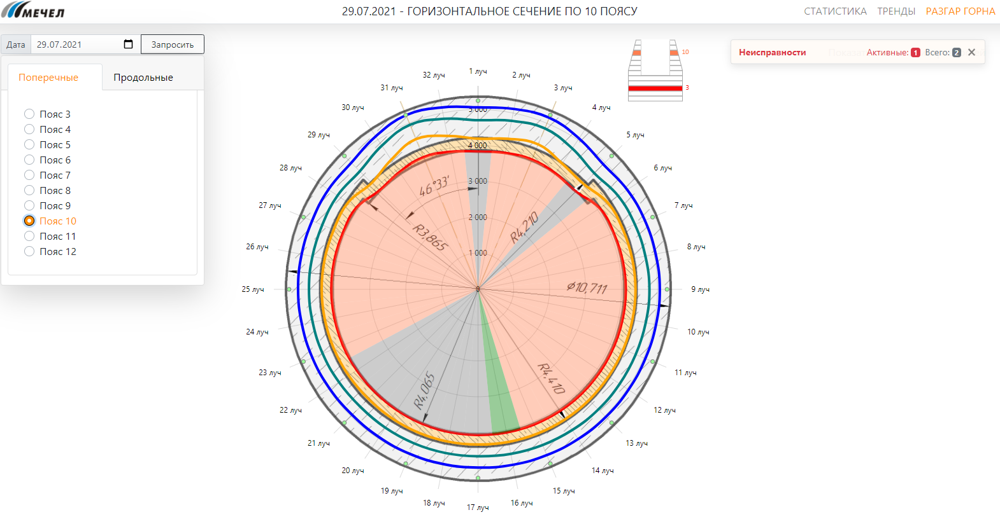 МЕЧЕЛ
29.07.2021 - ГОРИЗОНТАЛЬНОЕ СЕЧЕНИЕ ПО 10 ПОЯСУ
СТАТИСТИКА ТРЕНДЫ РАЗГАР ГОРНА
Дата 29.07.2021 Запросить
Поперечные Продольные
Пояс 3
Пояс 4
Пояс 5
Пояс 6
Пояс 7
Пояс 8
Пояс 9
Пояс 10
Пояс 11
Пояс 12
Неисправности Активные: 1 Всего: 2
10
3
1 луч
2 луч
3 луч
4 луч
5 луч
6 луч
7 луч
8 луч
9 луч
10 луч
11 луч
12 луч
13 луч
14 луч
15 луч
16 луч
17 луч
18 луч
19 луч
20 луч
21 луч
22 луч
23 луч
24 луч
25 луч
26 луч
27 луч
28 луч
29 луч
30 луч
31 луч
32 луч
5 000
4 000
3 000
2 000
1 000
0
46°33'
R3,865
R4,210
⌀10,711
R4,410
R4,065